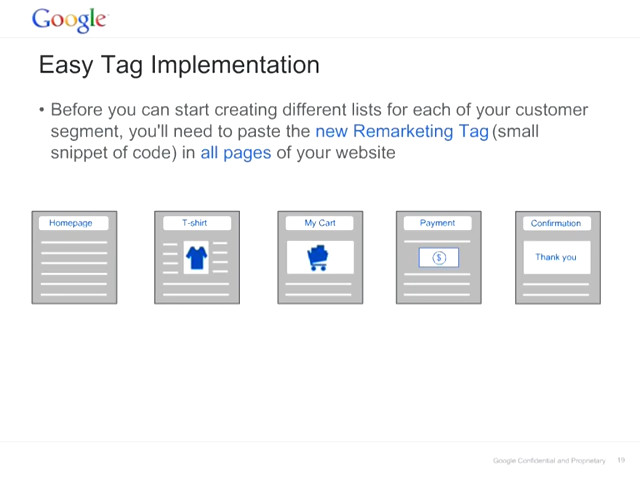 Google
Easy Tag Implementation
• Before you can start creating different lists for each of your customer
segment, you'll need to paste the new Remarketing Tag (small
snippet of code) in all pages of your website
Homepage
T-shirt
My Cart
Payment
$
Confirmation
Thank you
Google Confidential and Proprietary 19